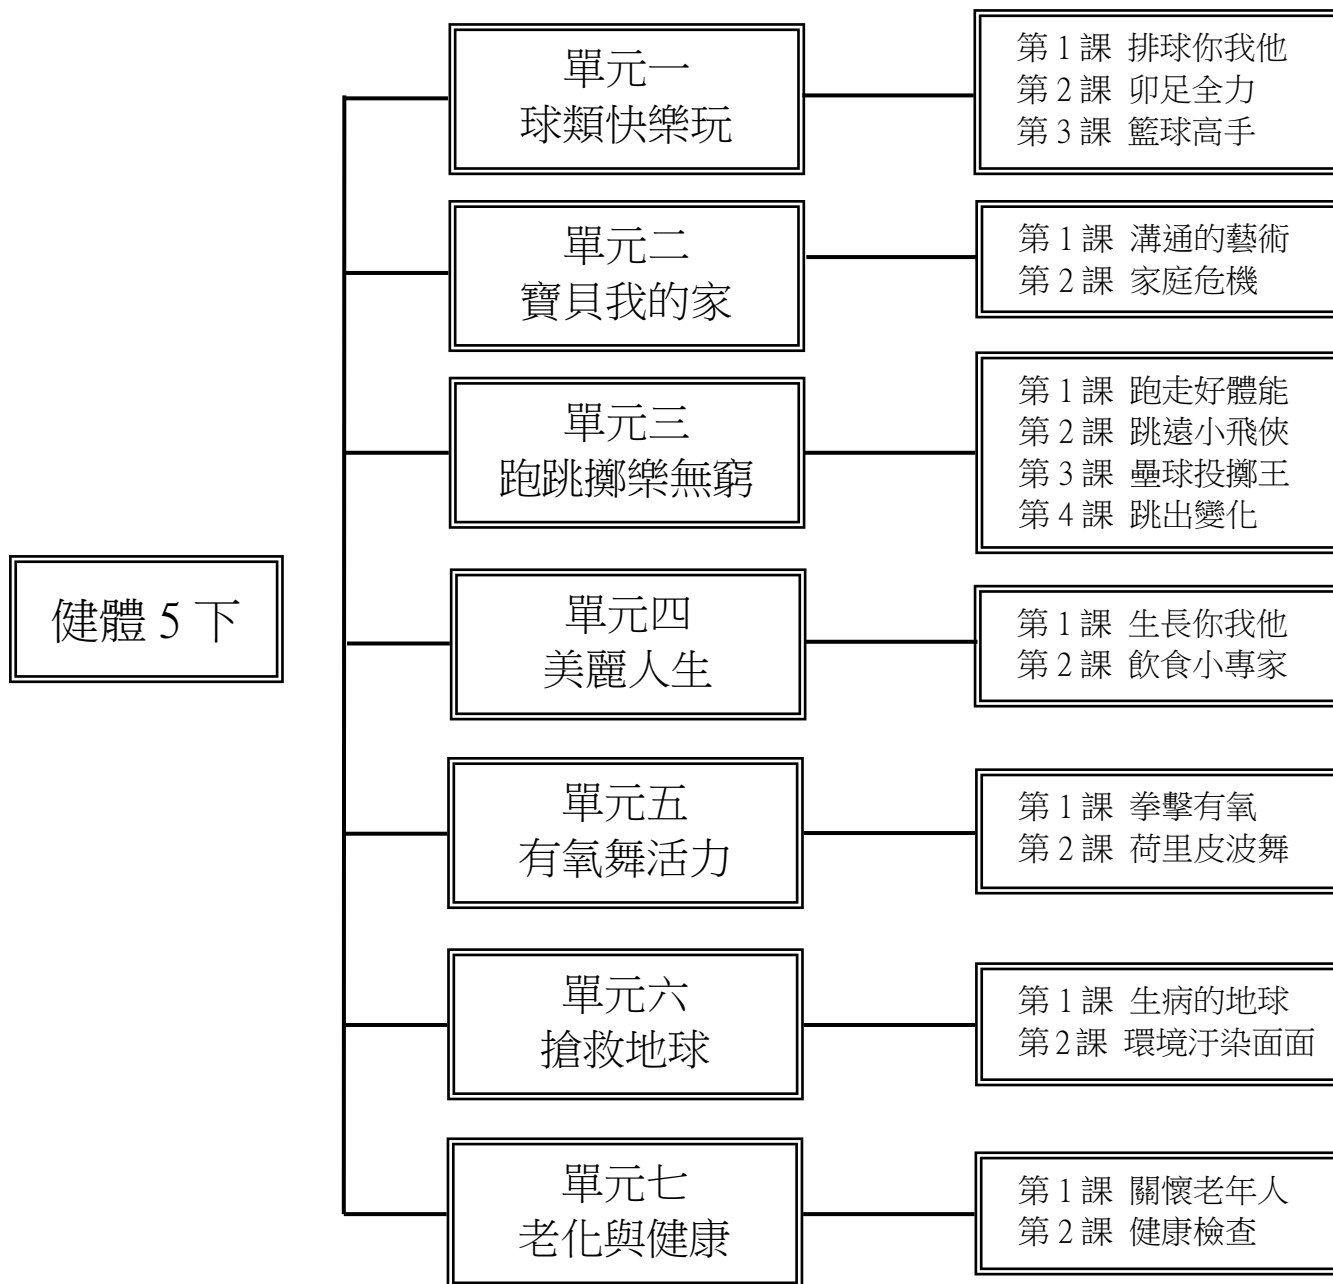 健體 5 下
單元一
球類快樂玩
第 1 課 排球你我他
第 2 課 卯足全力
第 3 課 籃球高手
單元二
寶貝我的家
第 1 課 溝通的藝術
第 2 課 家庭危機
單元三
跑跳擲樂無窮
第 1 課 跑走好體能
第 2 課 跳遠小飛俠
第 3 課 壘球投擲王
第 4 課 跳出變化
單元四
美麗人生
第 1 課 生長你我他
第 2 課 飲食小專家
單元五
有氧舞活力
第 1 課 拳擊有氧
第 2 課 荷里皮波舞
單元六
搶救地球
第 1 課 生病的地球
第 2 課 環境汙染面面
單元七
老化與健康
第 1 課 關懷老年人
第 2 課 健康檢查